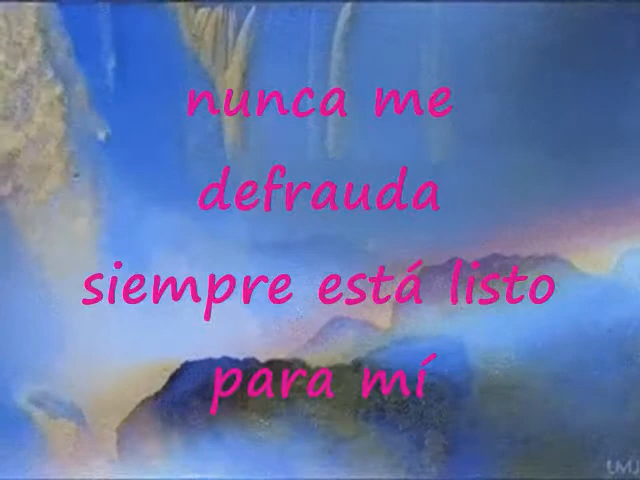 nunca me
defrauda
siempre está listo
para mí